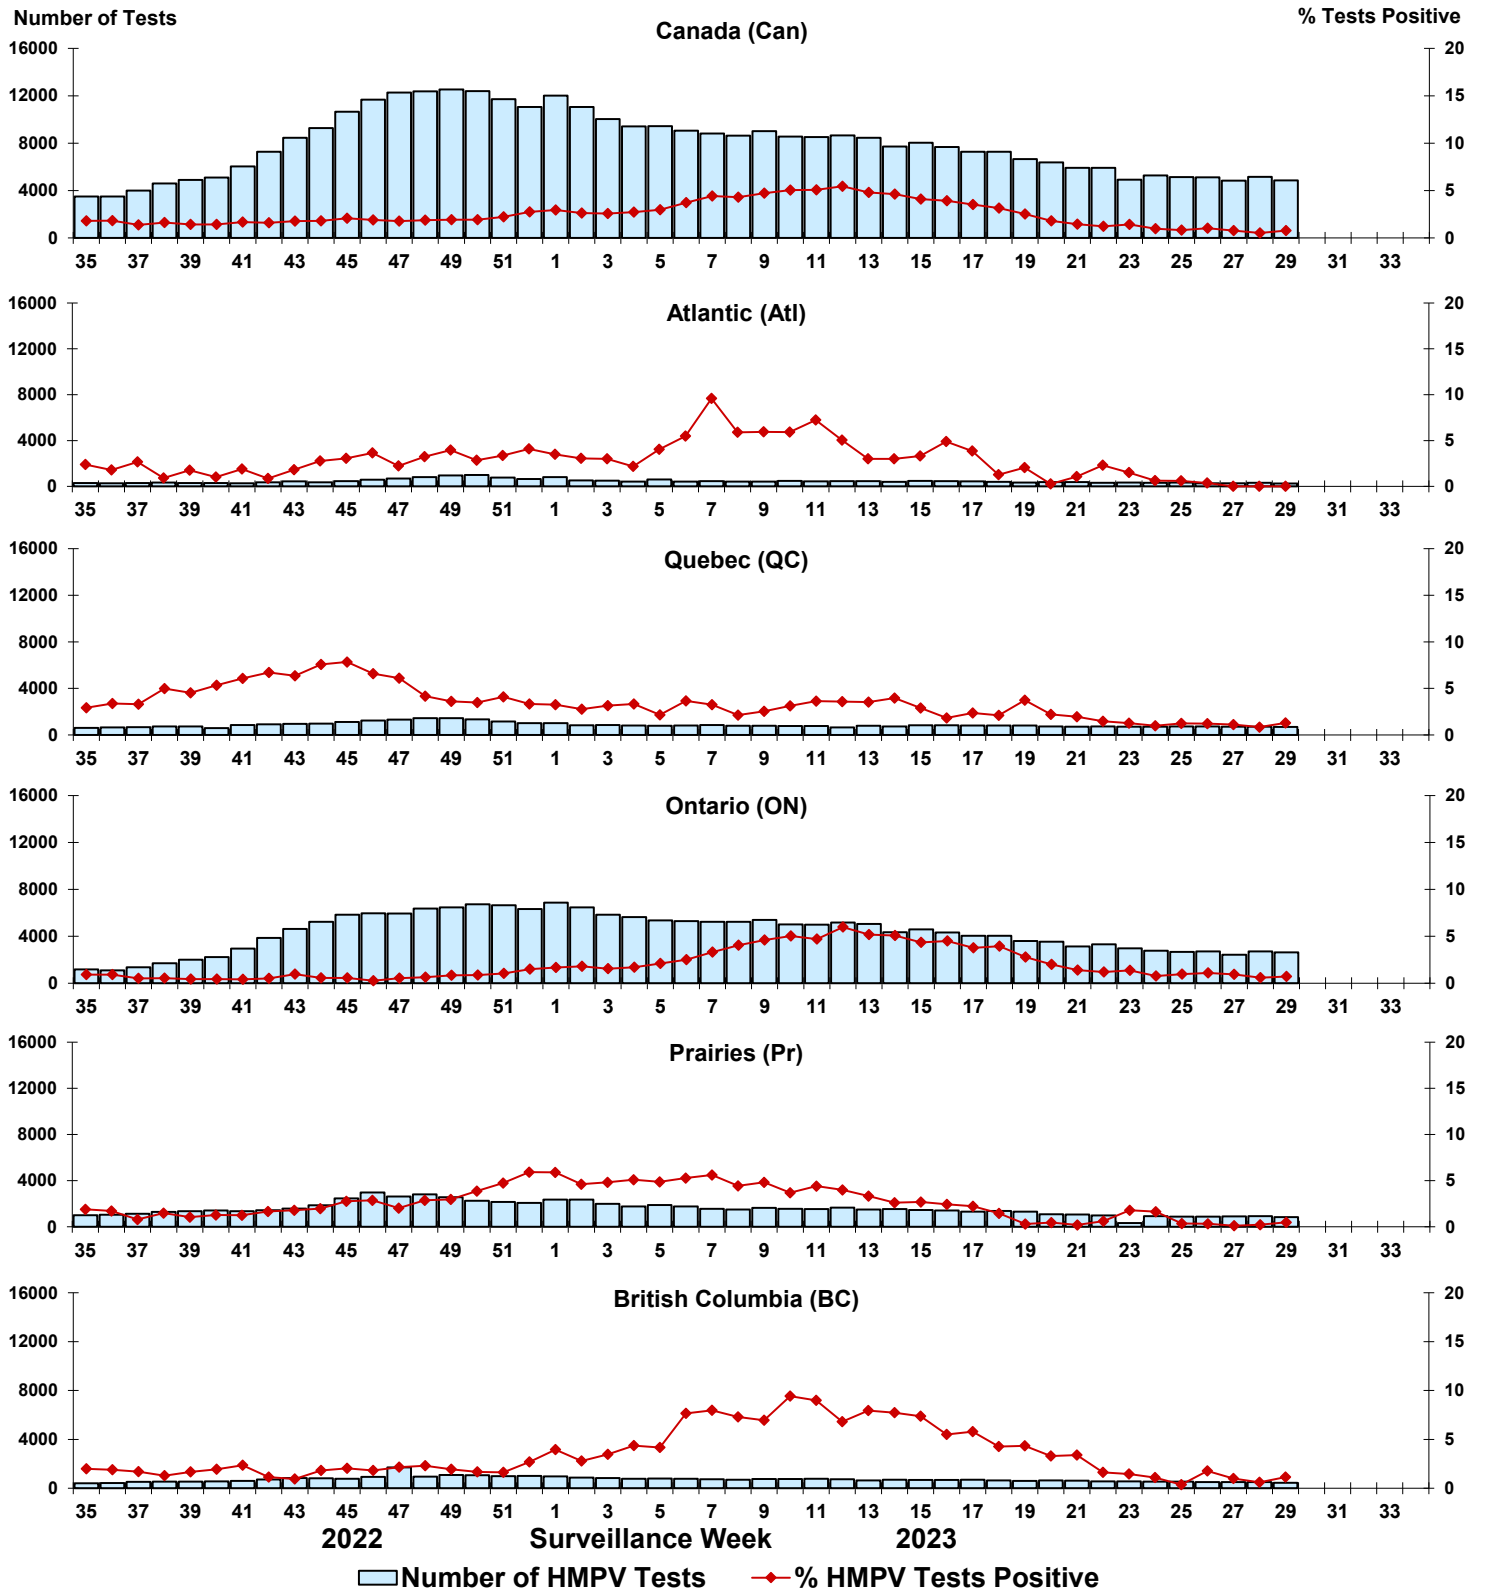 Number of Tests % Tests Positive
Canada (Can)
16000 20
12000 15
8000 10
4000 5
0 0
35 37 39 41 43 45 47 49 51 1 3 5 7 9 11 13 15 17 19 21 23 25 27 29 31 33
Atlantic (Atl)
16000 20
12000 15
8000 10
4000 5
0 0
35 37 39 41 43 45 47 49 51 1 3 5 7 9 11 13 15 17 19 21 23 25 27 29 31 33
Quebec (QC)
16000 20
12000 15
8000 10
4000 5
0 0
35 37 39 41 43 45 47 49 51 1 3 5 7 9 11 13 15 17 19 21 23 25 27 29 31 33
Ontario (ON)
16000 20
12000 15
8000 10
4000 5
0 0
35 37 39 41 43 45 47 49 51 1 3 5 7 9 11 13 15 17 19 21 23 25 27 29 31 33
Prairies (Pr)
16000 20
12000 15
8000 10
4000 5
0 0
35 37 39 41 43 45 47 49 51 1 3 5 7 9 11 13 15 17 19 21 23 25 27 29 31 33
British Columbia (BC)
16000 20
12000 15
8000 10
4000 5
0 0
35 37 39 41 43 45 47 49 51 1 3 5 7 9 11 13 15 17 19 21 23 25 27 29 31 33
2022 Surveillance Week 2023
Number of HMPV Tests % HMPV Tests Positive